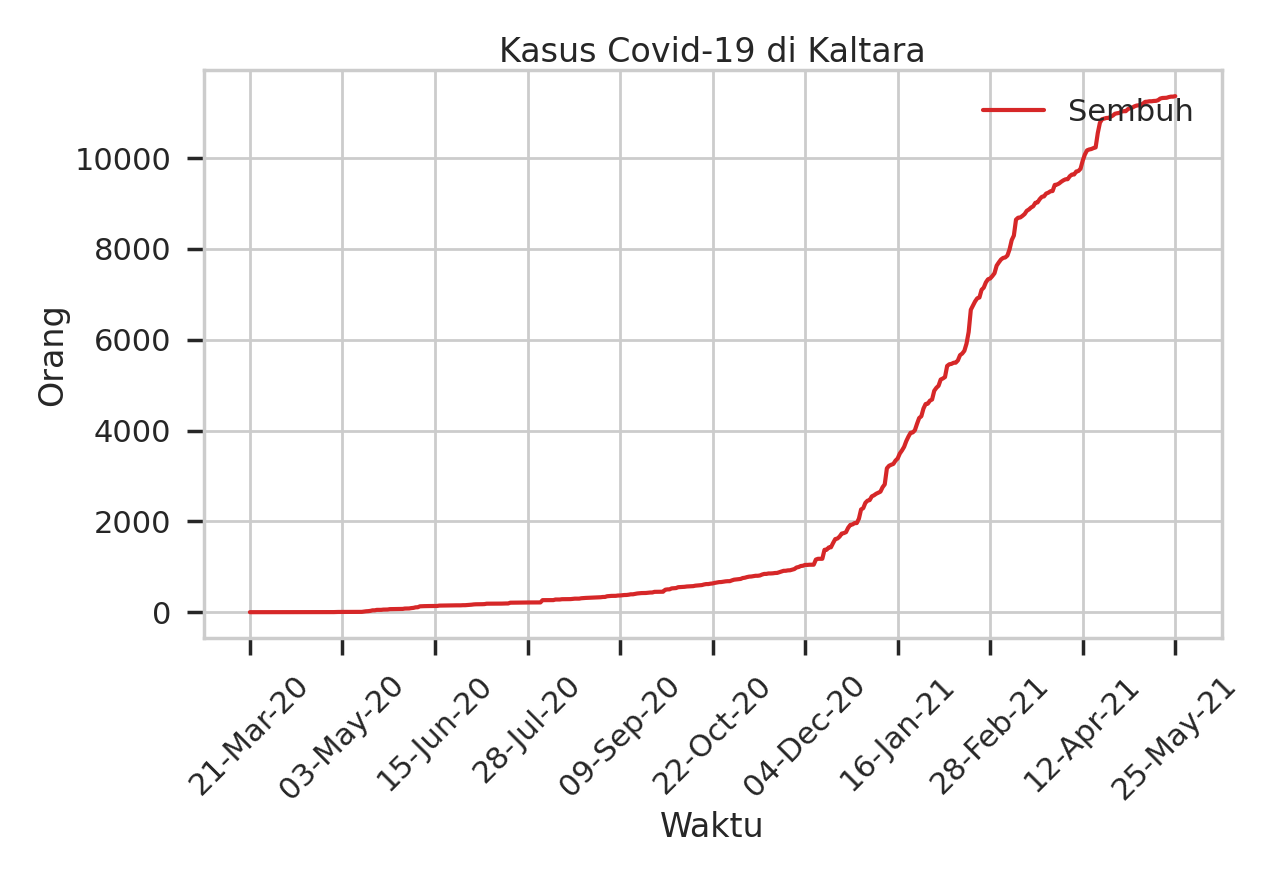 Kasus Covid-19 di Kaltara
Sembuh
Orang
10000
8000
6000
4000
2000
0
21-Mar-20
03-May-20
15-Jun-20
28-Jul-20
09-Sep-20
22-Oct-20
04-Dec-20
16-Jan-21
28-Feb-21
12-Apr-21
25-May-21
Waktu